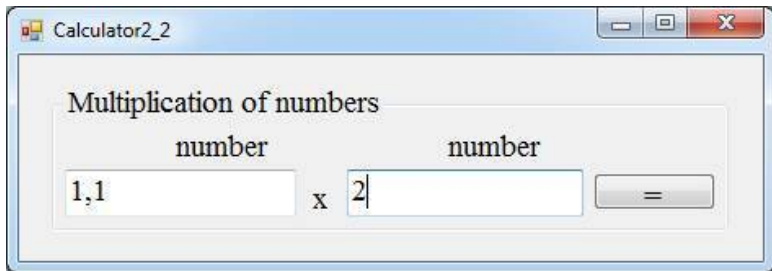 Calculator2_2
Multiplication of numbers
number number
1,1 x 2 =